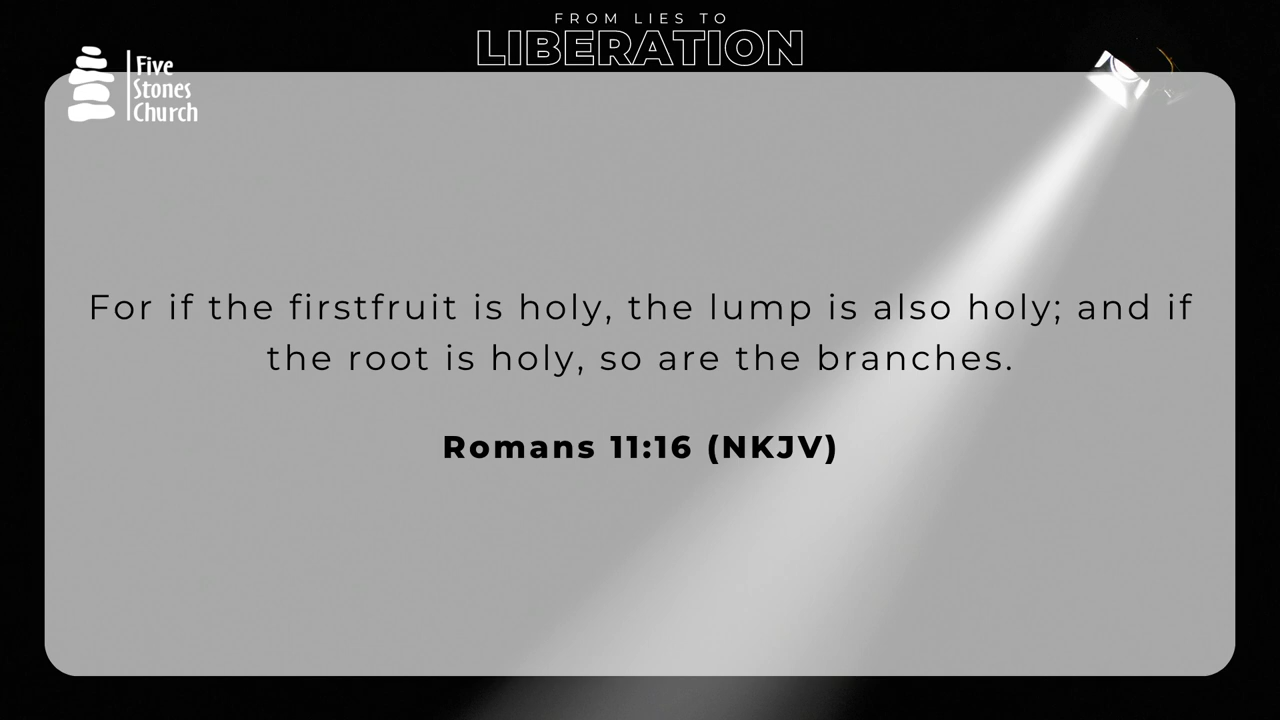 FROM LIES TO
LIBERATION
Five
Stones
Church
For if the firstfruit is holy, the lump is also holy; and if
the root is holy, so are the branches.
Romans 11:16 (NKJV)